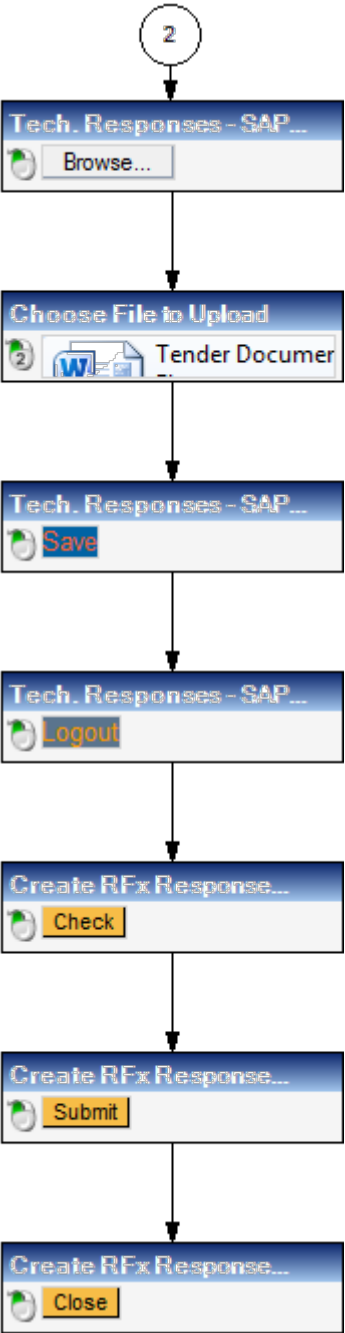 2
Tech. Responses - SAP...
Browse...
Choose File to Upload
2
W
Tender Documer
Tech. Responses - SAP...
Save
Tech. Responses - SAP...
Logout
Create RFx Response...
Check
Create RFx Response...
Submit
Create RFx Response...
Close